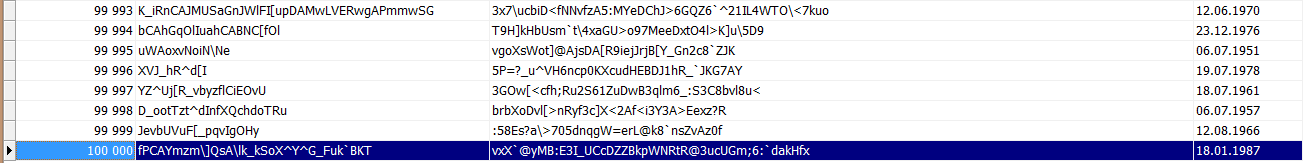 99 993 K_iRnCAJMUSaGnJWlFI[updDAMwLVERwgAPmmwSG 3x7\ucbiD<fNNvfzA5:MYeDChJ>6GQZ6`^21IL4WTO\<7kuo 12.06.1970
99 994 bCAhGqOlIuahCABNC[fOl T9H]kHbUsm`t\4xaGU>o97MeeDxtO4l>K]u\5D9 23.12.1976
99 995 uWAoxvNoiN\Ne vgoXsWot]@AjsDA[R9iejJrjB[Y_Gn2c8`ZJK 06.07.1951
99 996 XVJ_hR^d[I 5P=?_u^VH6ncp0KXcudHEBDJ1hR_`JKG7AY 19.07.1978
99 997 YZ^Uj[R_vbyzflCiEOvU 3GOw[<cfh;Ru2S61ZuDwB3qlm6_:S3C8bvl8u< 18.07.1961
99 998 D_ootTzt^dInfXQchdoTRu brbXoDvl[>nRyf3c]X<2Af<i3Y3A>Eexz?R 06.07.1957
99 999 JevbUVuF[_pqvIgOHy :58Es?a\>705dnqgW=erL@k8`nsZvAz0f 12.08.1966
100 000 fPCAYmzm\]QsA\lk_kSoX^Y^G_Fuk`BKT vxX`@yMB:E3I_UCcDZZBkpWNRtR@3ucUGm;6:`dakHfx 18.01.1987